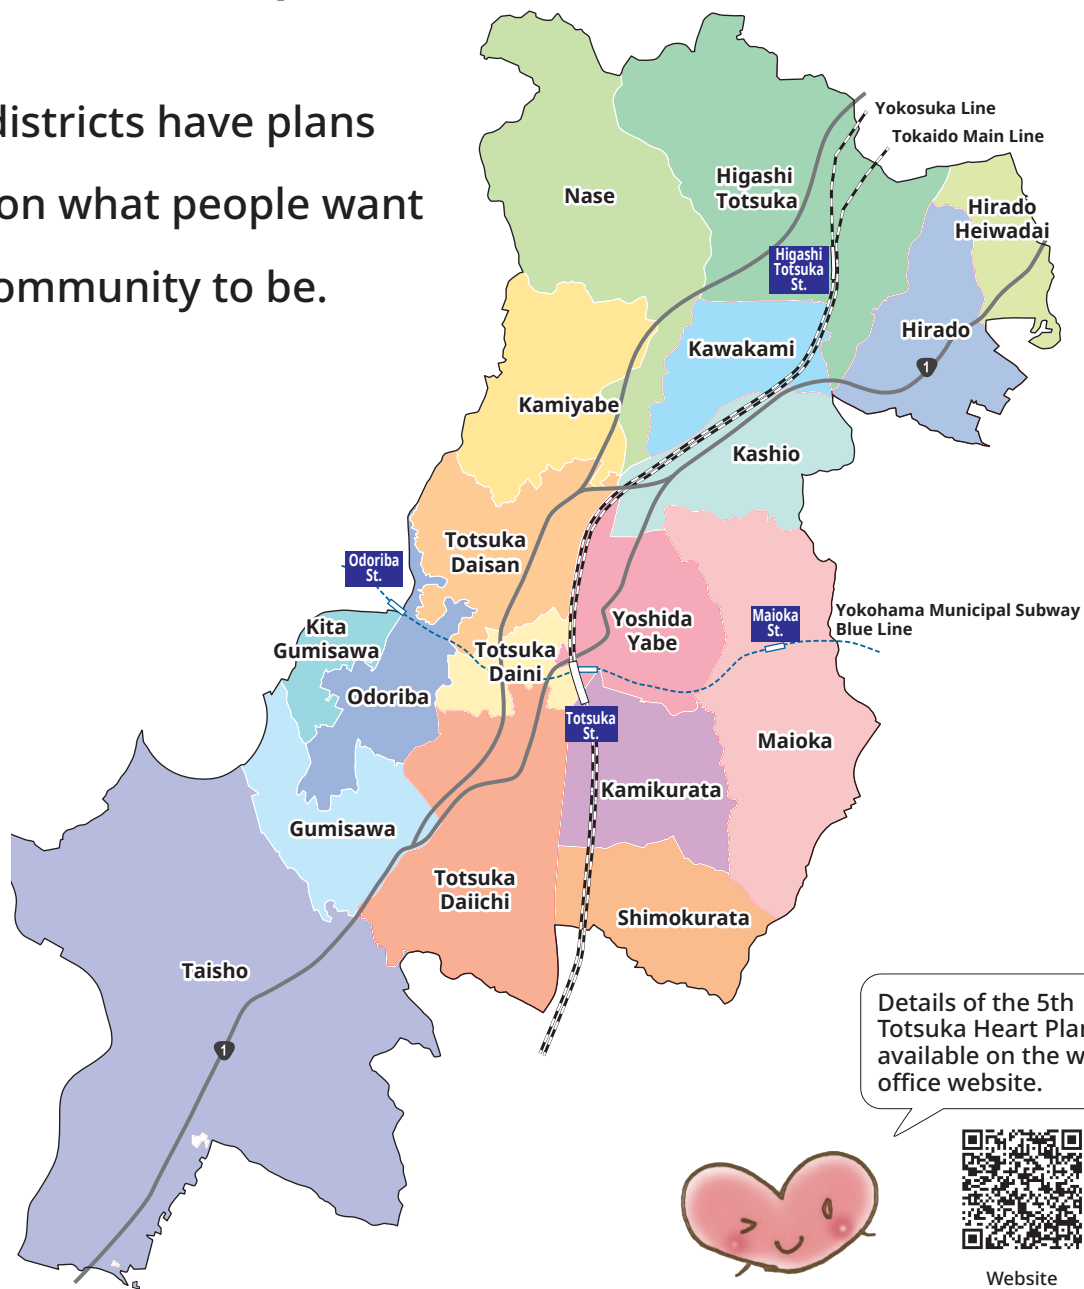 districts have plans
on what people want
ommunity to be.
Yokosuka Line
Tokaido Main Line
Nase
Higashi
Totsuka
Hirado
Heiwadai
Higashi
Totsuka
St.
Hirado
1
Kawakami
Kamiyabe
Kashio
Totsuka
Daisan
Odoriba
St.
Kita
Gumisawa
Totsuka
Daini
Yoshida
Yabe
Maioka
St.
Yokohama Municipal Subway
Blue Line
Odoriba
Totsuka
St.
Maioka
Kamikurata
Gumisawa
Totsuka
Daiichi
Shimokurata
Taisho
1
Details of the 5th
Totsuka Heart Plan
available on the w
office website.
Website